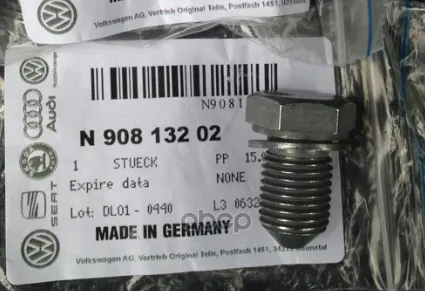 Volkswagen AG, Vertrieb Original Teile, Postfach 1451,
N9081
N 908 132 02
1 STUECK PP 15.0
Expire data NONE
Lot: DL01 - 0440 L3 0632
MADE IN GERMANY
Volkswagen AG, Vertrieb Original Teile, Postfach 1451,
Audi
SEAT